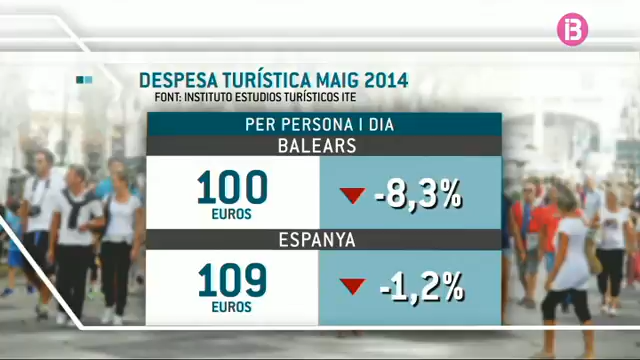 B
DESPESA TURÍSTICA MAIG 2014
FONT: INSTITUTO ESTUDIOS TURÍSTICOS ITE
PER PERSONA I DIA
BALEARS
100 -8,3%
EUROS
ESPANYA
109 -1,2%
EUROS